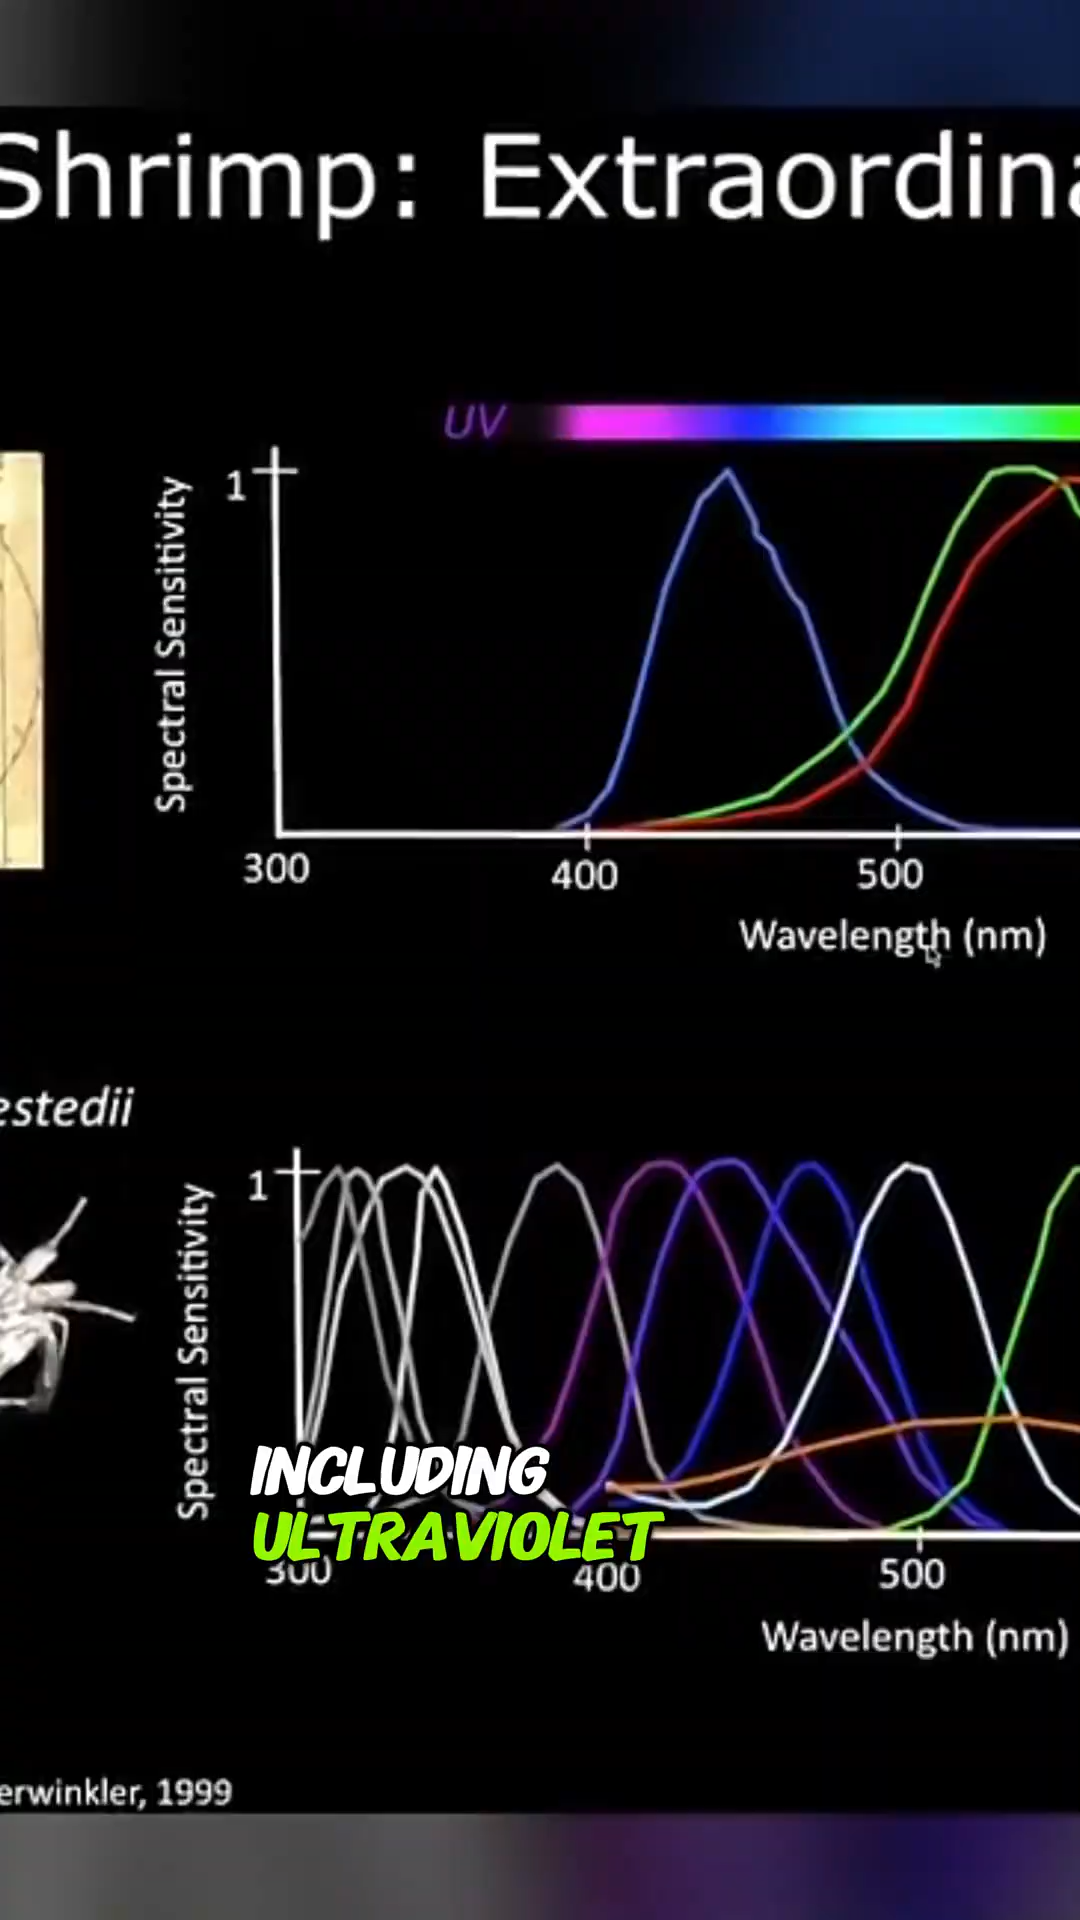 Shrimp: Extraordina
UV
1
Spectral Sensitivity
300
400
500
Wavelength (nm)
estedii
1
Spectral Sensitivity
INCLUDING
ULTRAVIOLET
300
400
500
Wavelength (nm)
erwinkler, 1999